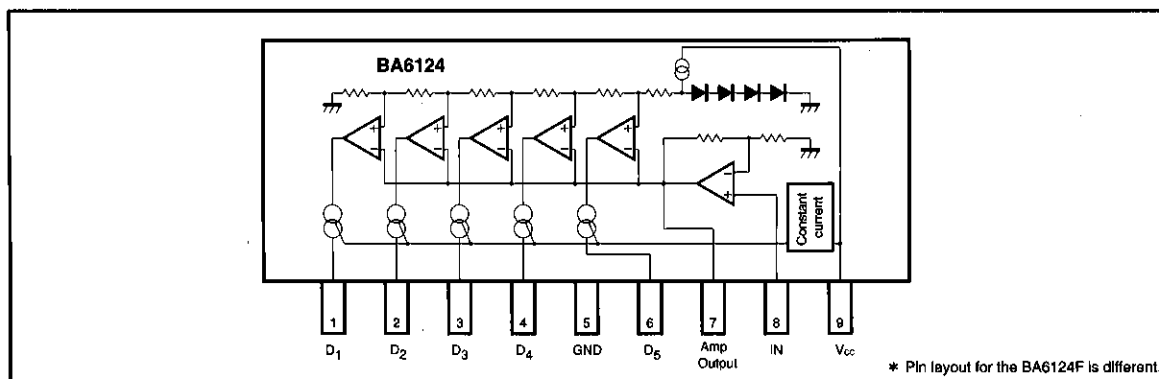 BA6124
+ + + + +
− − − − −
−
+
Constant
current
1 2 3 4 5 6 7 8 9
D1 D2 D3 D4 GND D5 Amp
Output IN Vcc
* Pin layout for the BA6124F is different.